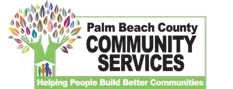 Palm Beach County
COMMUNITY
SERVICES
Helping People Build Better Communities